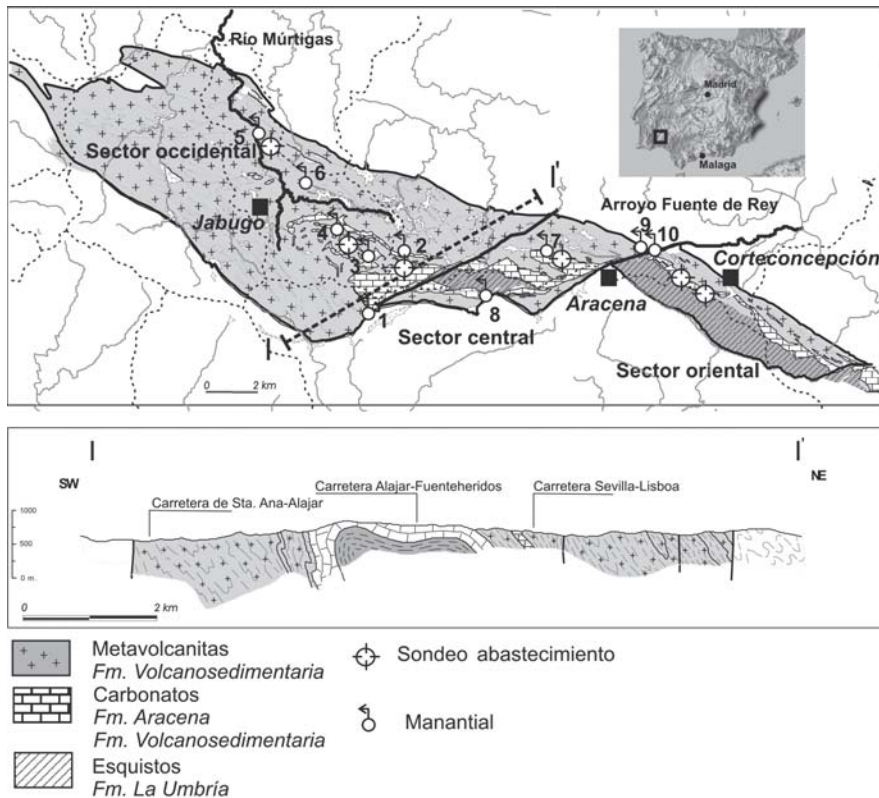 Río Múrtigas
Madrid
Malaga
5
Sector occidental
6
I'
Arroyo Fuente de Rey
Jabugo
4
2
7
9
10
Corteconcepción
3
Aracena
1
8
I
Sector central
Sector oriental
0 2 km
I
I'
SW
NE
Carretera Alajar-Fuenteheridos
Carretera Sevilla-Lisboa
Carretera de Sta. Ana-Alajar
1000
500
0 m.
0 2 km
Metavolcanitas
Fm. Volcanosedimentaria
Sondeo abastecimiento
Carbonatos
Fm. Aracena
Fm. Volcanosedimentaria
Manantial
Esquistos
Fm. La Umbría